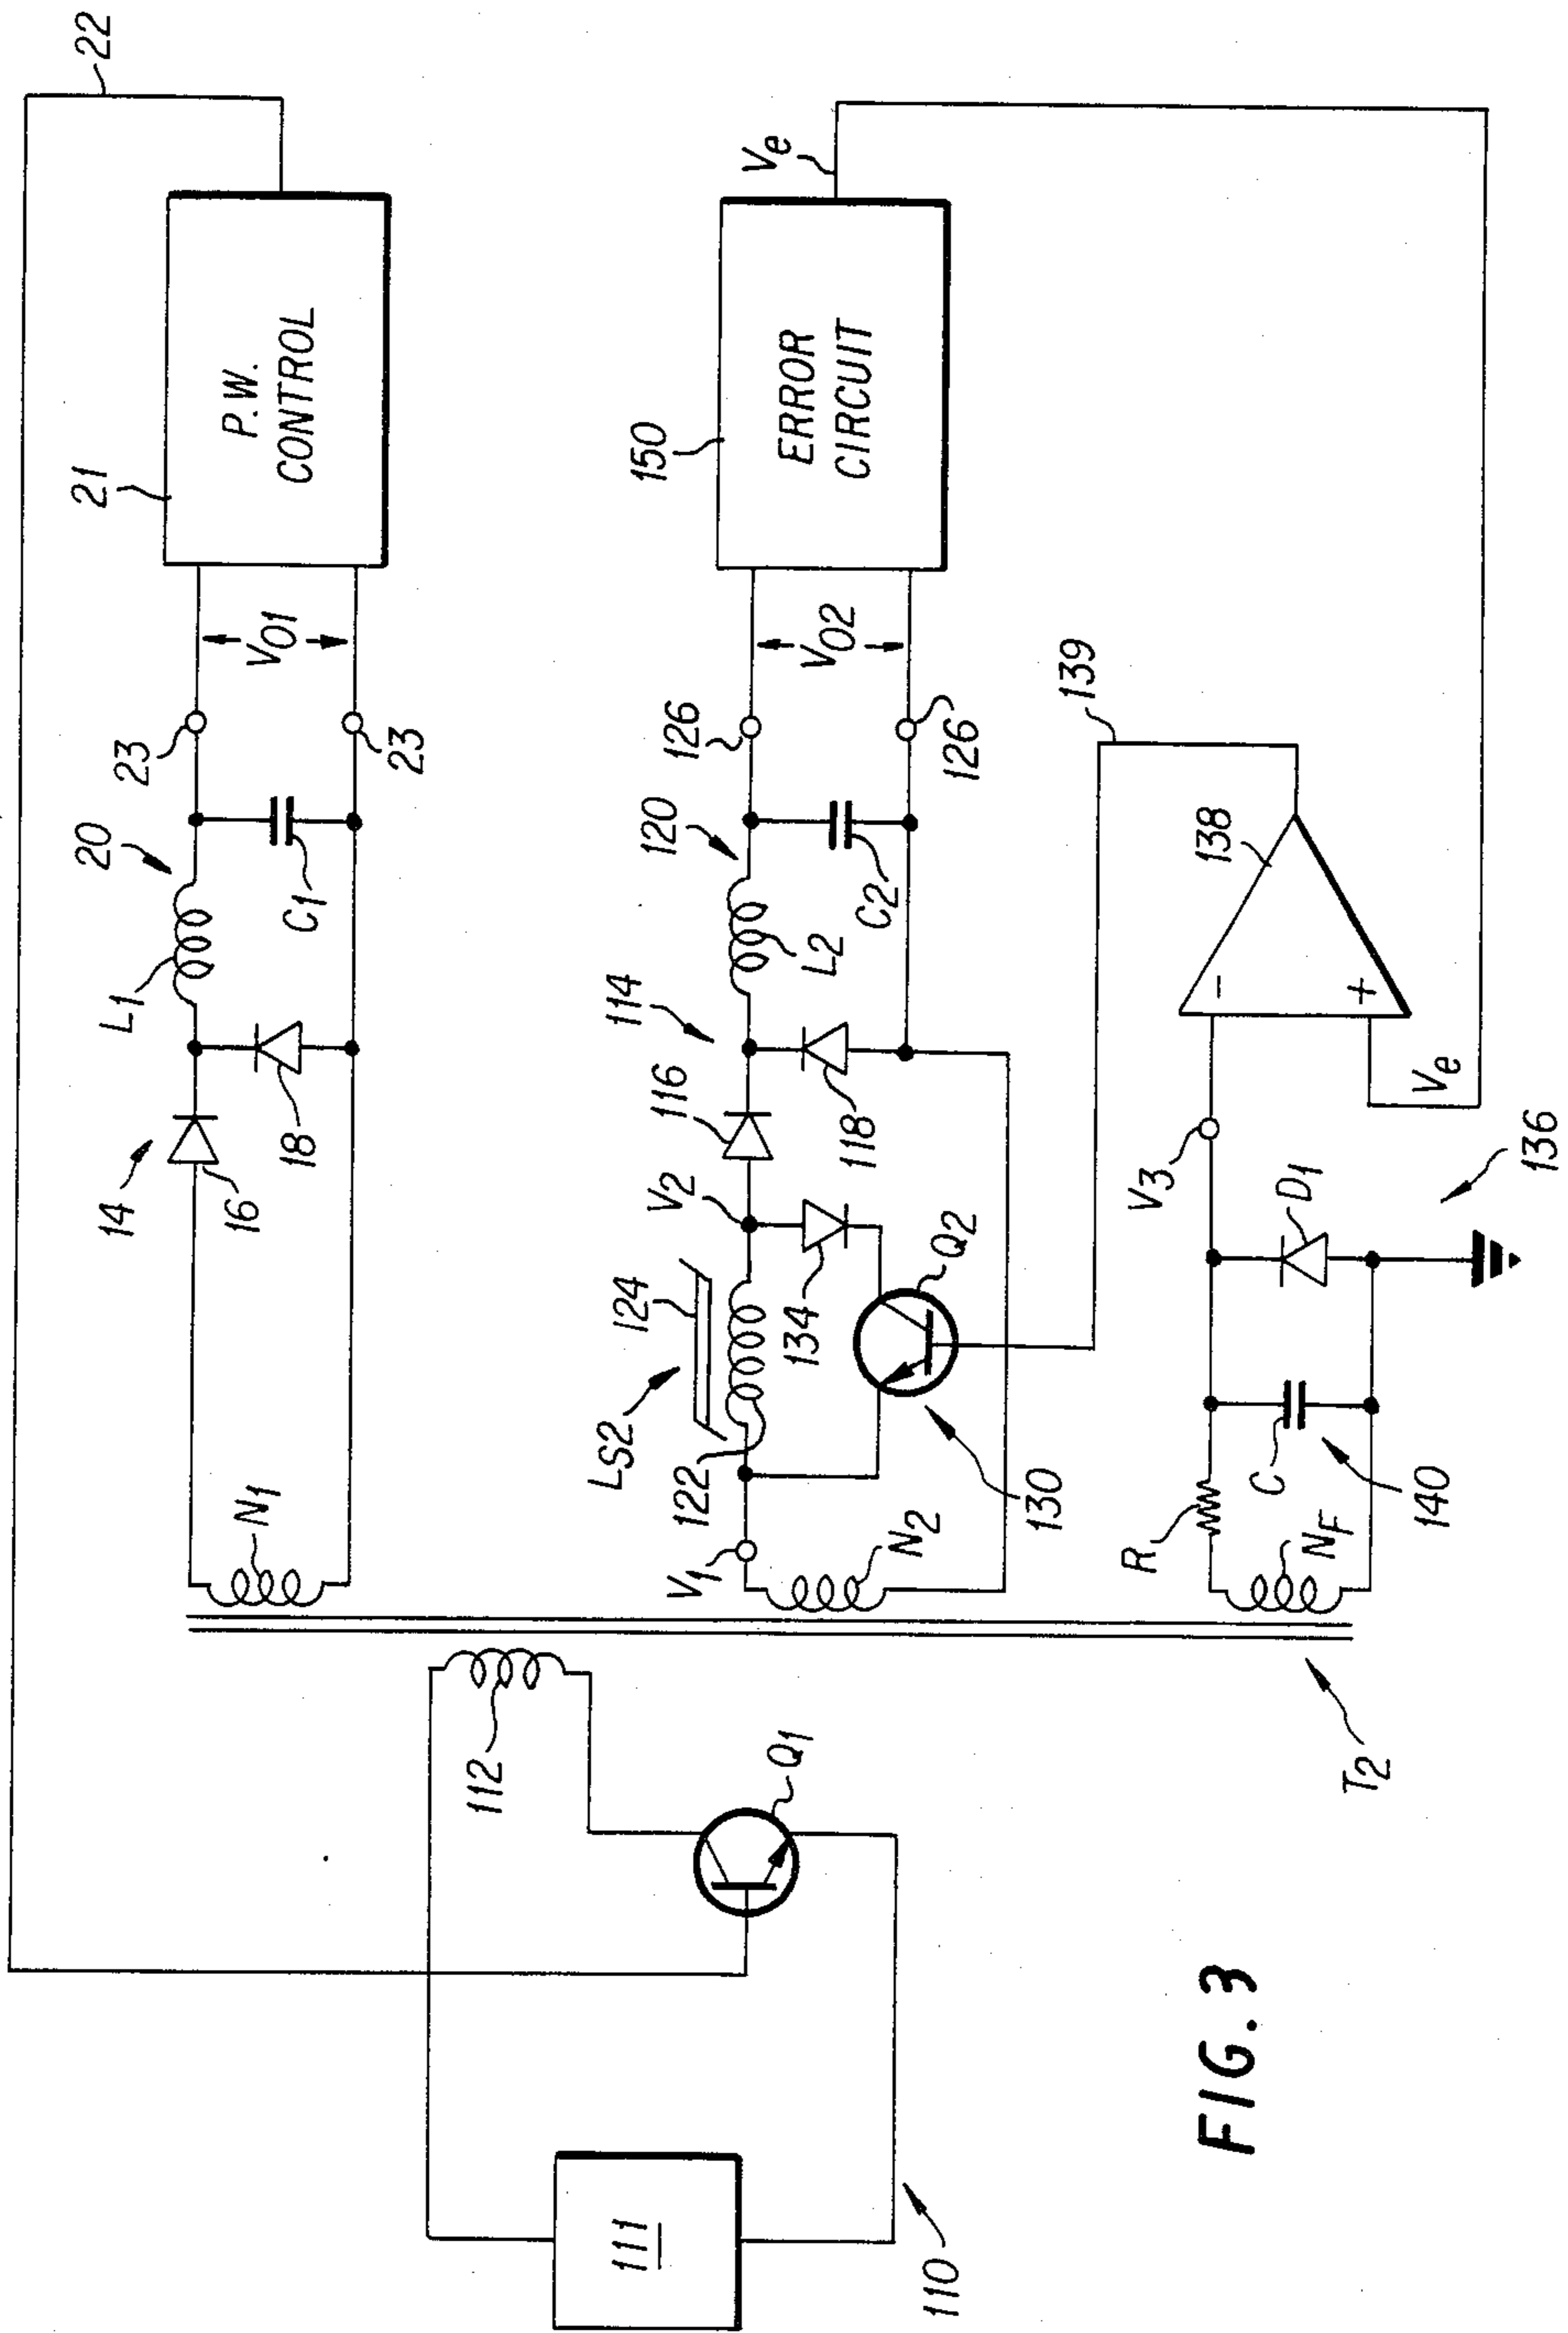 22
21
P.W.
CONTROL
VO1
23
23
20
L1
C1
14
16
18
N1
Ve
150
ERROR
CIRCUIT
VO2
126
126
120
L2
C2
114
116
118
V2
134
Q2
124
LS2
122
130
V1
N2
139
138
-
+
Ve
V3
D1
136
C
140
R
NF
T2
112
Q1
111
110
FIG. 3